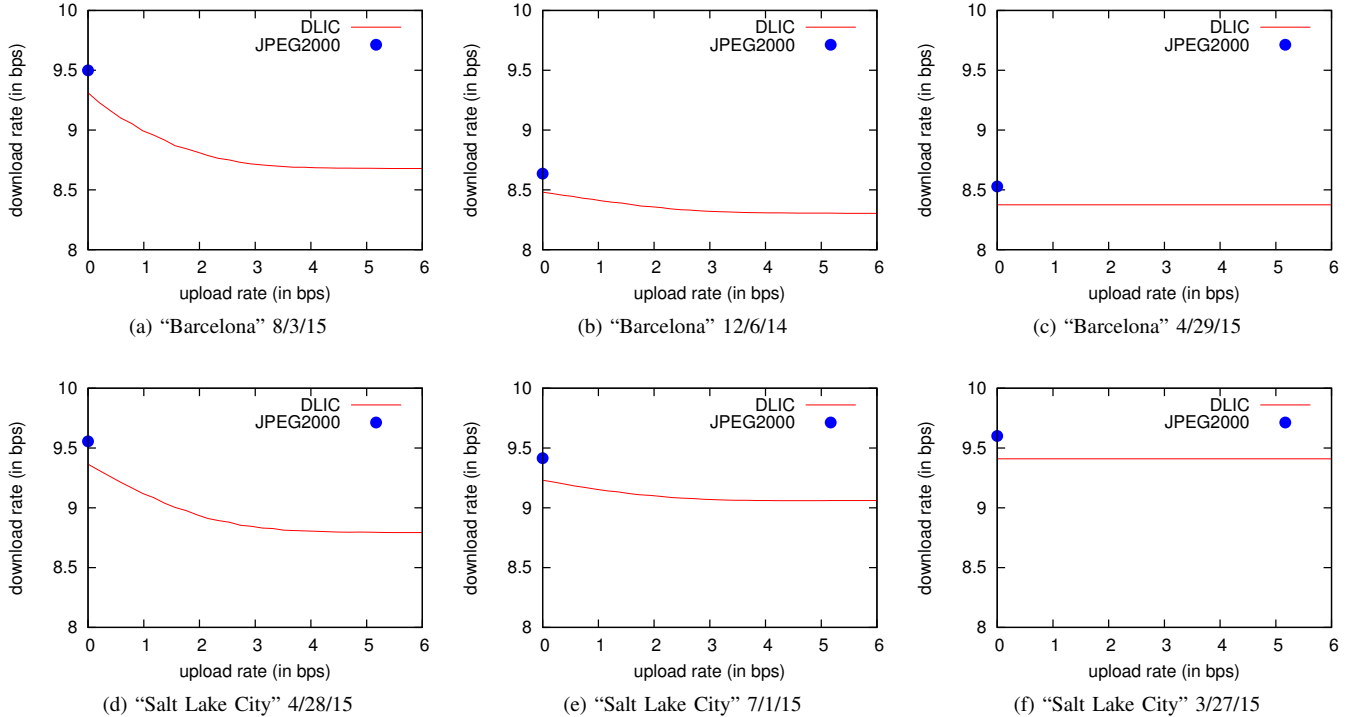 10
9.5
9
8.5
8
0 1 2 3 4 5 6
download rate (in bps)
upload rate (in bps)
DLIC
JPEG2000
(a) “Barcelona” 8/3/15
10
9.5
9
8.5
8
0 1 2 3 4 5 6
download rate (in bps)
upload rate (in bps)
DLIC
JPEG2000
(b) “Barcelona” 12/6/14
10
9.5
9
8.5
8
0 1 2 3 4 5 6
download rate (in bps)
upload rate (in bps)
DLIC
JPEG2000
(c) “Barcelona” 4/29/15
10
9.5
9
8.5
8
0 1 2 3 4 5 6
download rate (in bps)
upload rate (in bps)
DLIC
JPEG2000
(d) “Salt Lake City” 4/28/15
10
9.5
9
8.5
8
0 1 2 3 4 5 6
download rate (in bps)
upload rate (in bps)
DLIC
JPEG2000
(e) “Salt Lake City” 7/1/15
10
9.5
9
8.5
8
0 1 2 3 4 5 6
download rate (in bps)
upload rate (in bps)
DLIC
JPEG2000
(f) “Salt Lake City” 3/27/15